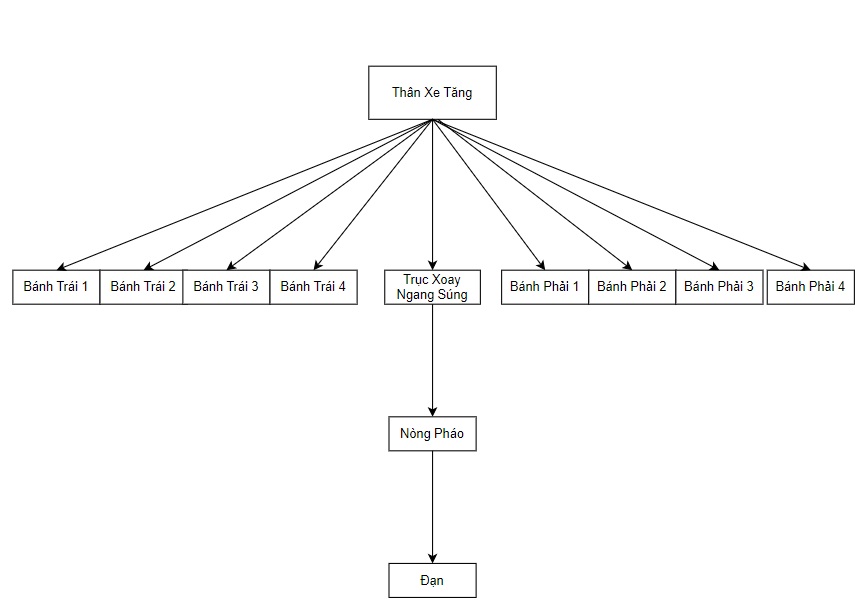 Thân Xe Tăng
Bánh Trái 1
Bánh Trái 2
Bánh Trái 3
Bánh Trái 4
Trục Xoay
Ngang Súng
Bánh Phải 1
Bánh Phải 2
Bánh Phải 3
Bánh Phải 4
Nòng Pháo
Đạn